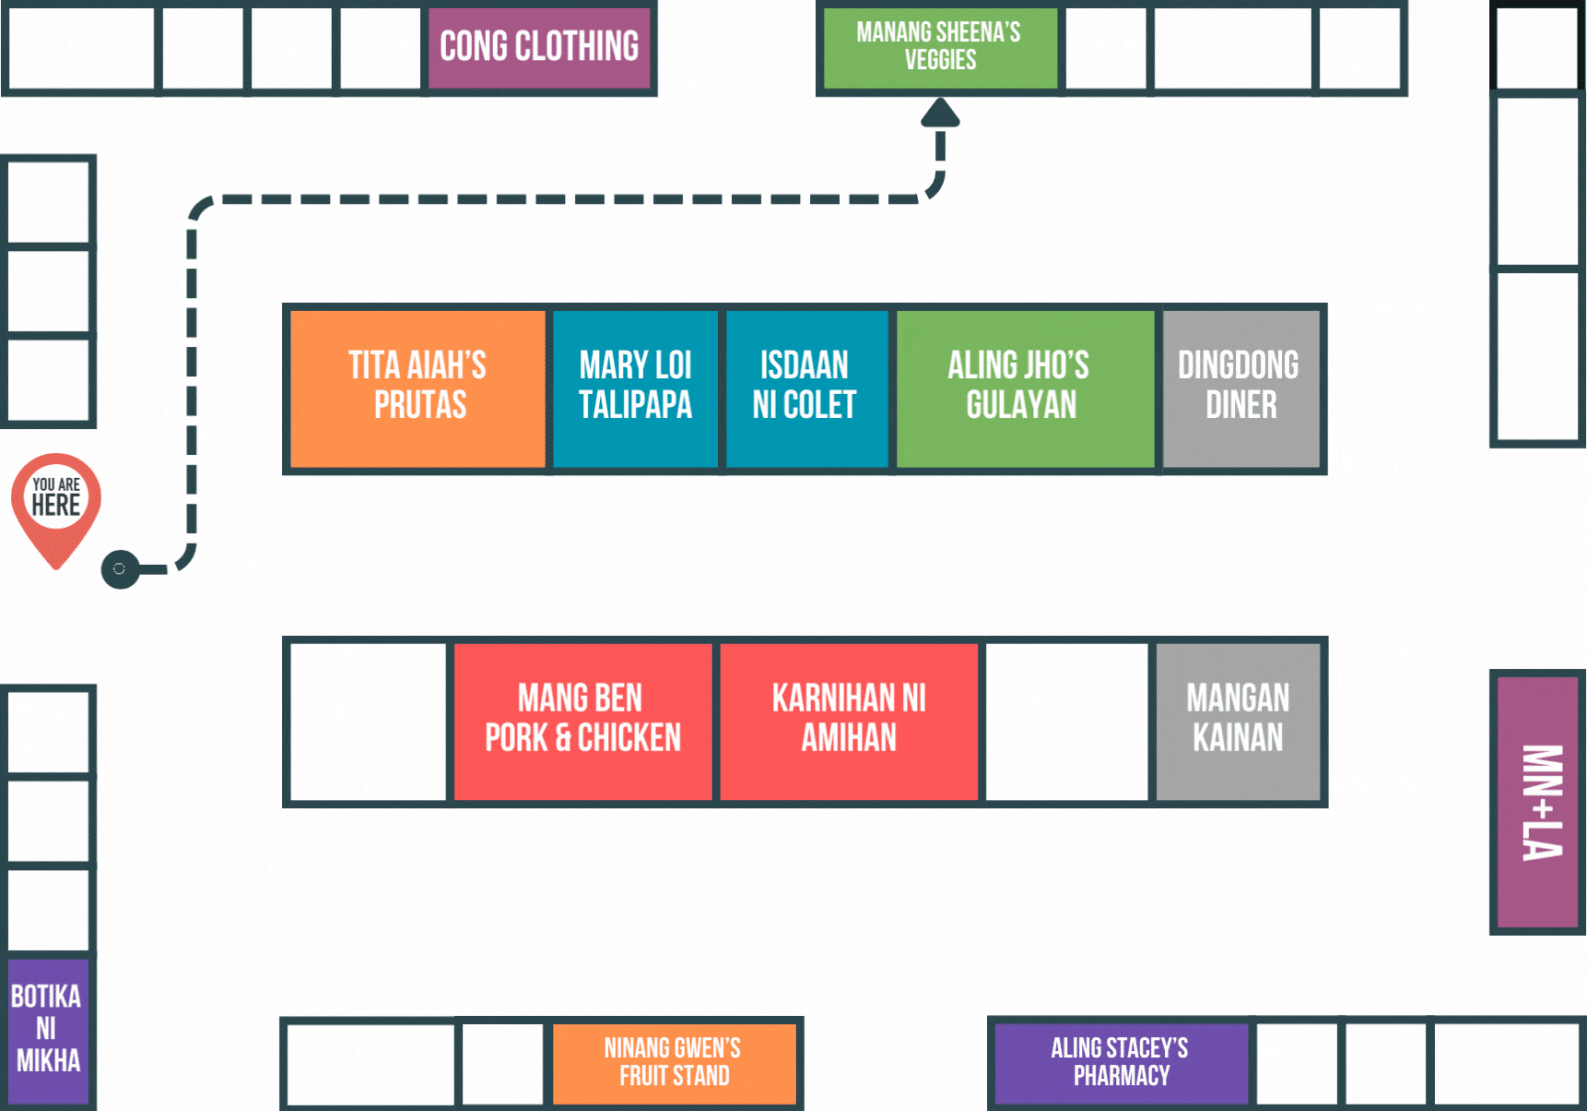 CONG CLOTHING
MANANG SHEENA'S
VEGGIES
TITA AIAH'S
PRUTAS
MARY LOI
TALIPAPA
ISDAAN
NI COLET
ALING JHO'S
GULAYAN
DINGDONG
DINER
YOU ARE
HERE
MANG BEN
PORK & CHICKEN
KARNIHAN NI
AMIHAN
MANGAN
KAINAN
MN+LA
BOTIKA
NI
MIKHA
NINANG GWEN'S
FRUIT STAND
ALING STACEY'S
PHARMACY